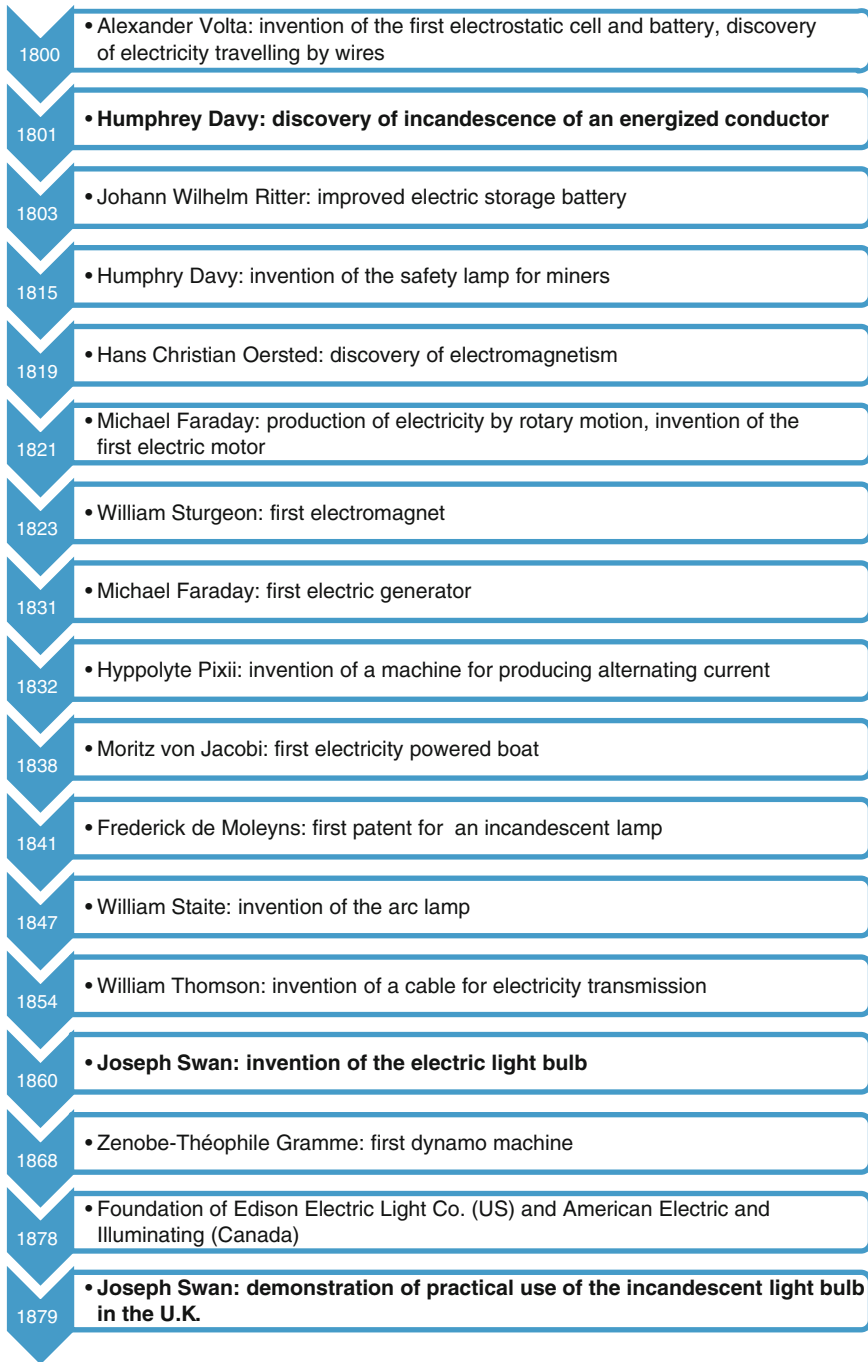 1800
• Alexander Volta: invention of the first electrostatic cell and battery, discovery
of electricity travelling by wires
1801
• Humphrey Davy: discovery of incandescence of an energized conductor
1803
• Johann Wilhelm Ritter: improved electric storage battery
1815
• Humphry Davy: invention of the safety lamp for miners
1819
• Hans Christian Oersted: discovery of electromagnetism
1821
• Michael Faraday: production of electricity by rotary motion, invention of the
first electric motor
1823
• William Sturgeon: first electromagnet
1831
• Michael Faraday: first electric generator
1832
• Hyppolyte Pixii: invention of a machine for producing alternating current
1838
• Moritz von Jacobi: first electricity powered boat
1841
• Frederick de Moleyns: first patent for an incandescent lamp
1847
• William Staite: invention of the arc lamp
1854
• William Thomson: invention of a cable for electricity transmission
1860
• Joseph Swan: invention of the electric light bulb
1868
• Zenobe-Théophile Gramme: first dynamo machine
1878
• Foundation of Edison Electric Light Co. (US) and American Electric and
Illuminating (Canada)
1879
• Joseph Swan: demonstration of practical use of the incandescent light bulb
in the U.K.